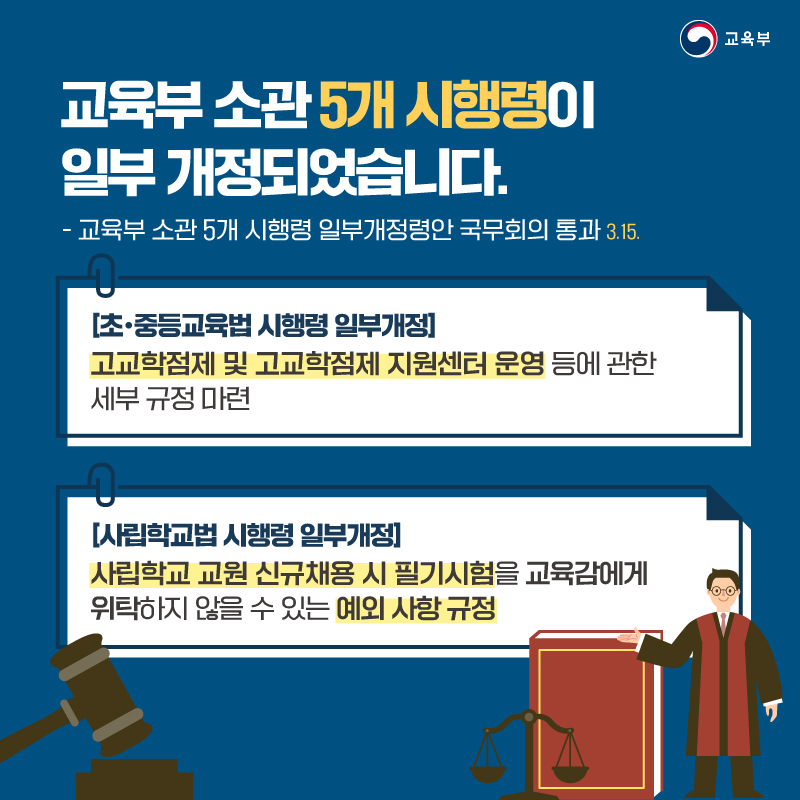 교육부
교육부 소관 5개 시행령이
일부 개정되었습니다.
- 교육부 소관 5개 시행령 일부개정령안 국무회의 통과 3.15.
[초·중등교육법 시행령 일부개정]
고교학점제 및 고교학점제 지원센터 운영 등에 관한
세부 규정 마련
[사립학교법 시행령 일부개정]
사립학교 교원 신규채용 시 필기시험을 교육감에게
위탁하지 않을 수 있는 예외 사항 규정